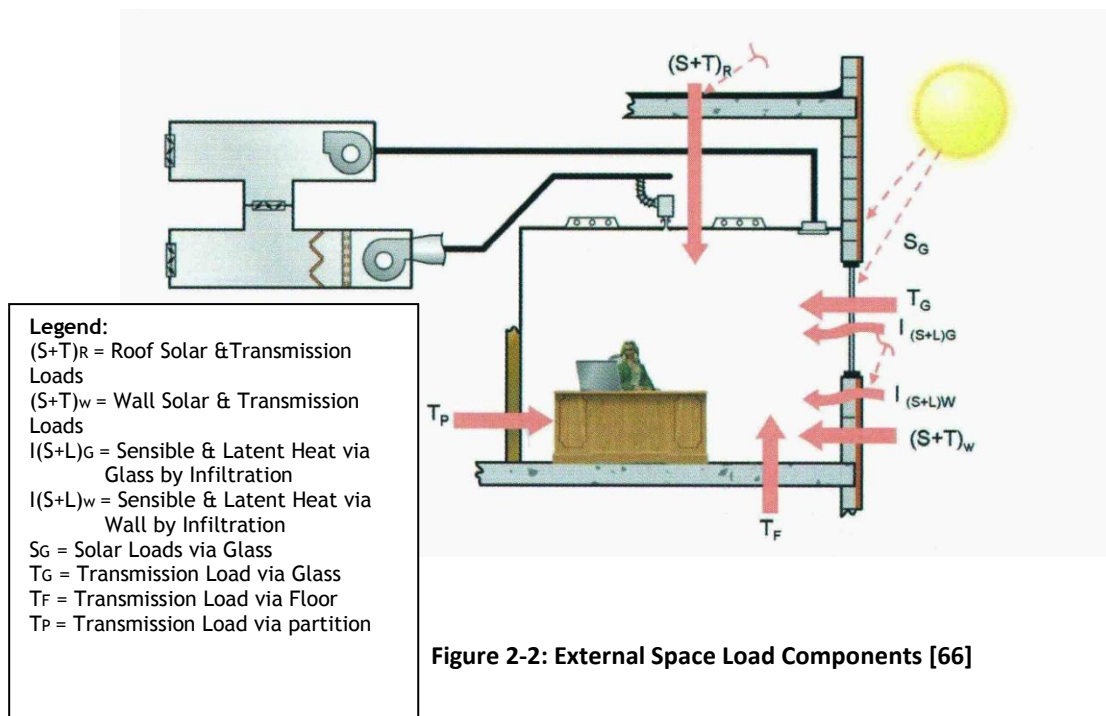 (S+T)R
SG
TG
I (S+L)G
I (S+L)W
(S+T)w
TP
TF
Legend:
(S+T)R = Roof Solar &Transmission
Loads
(S+T)w = Wall Solar & Transmission
Loads
I(S+L)G = Sensible & Latent Heat via
Glass by Infiltration
I(S+L)w = Sensible & Latent Heat via
Wall by Infiltration
SG = Solar Loads via Glass
TG = Transmission Load via Glass
TF = Transmission Load via Floor
TP = Transmission Load via partition
Figure 2-2: External Space Load Components [66]